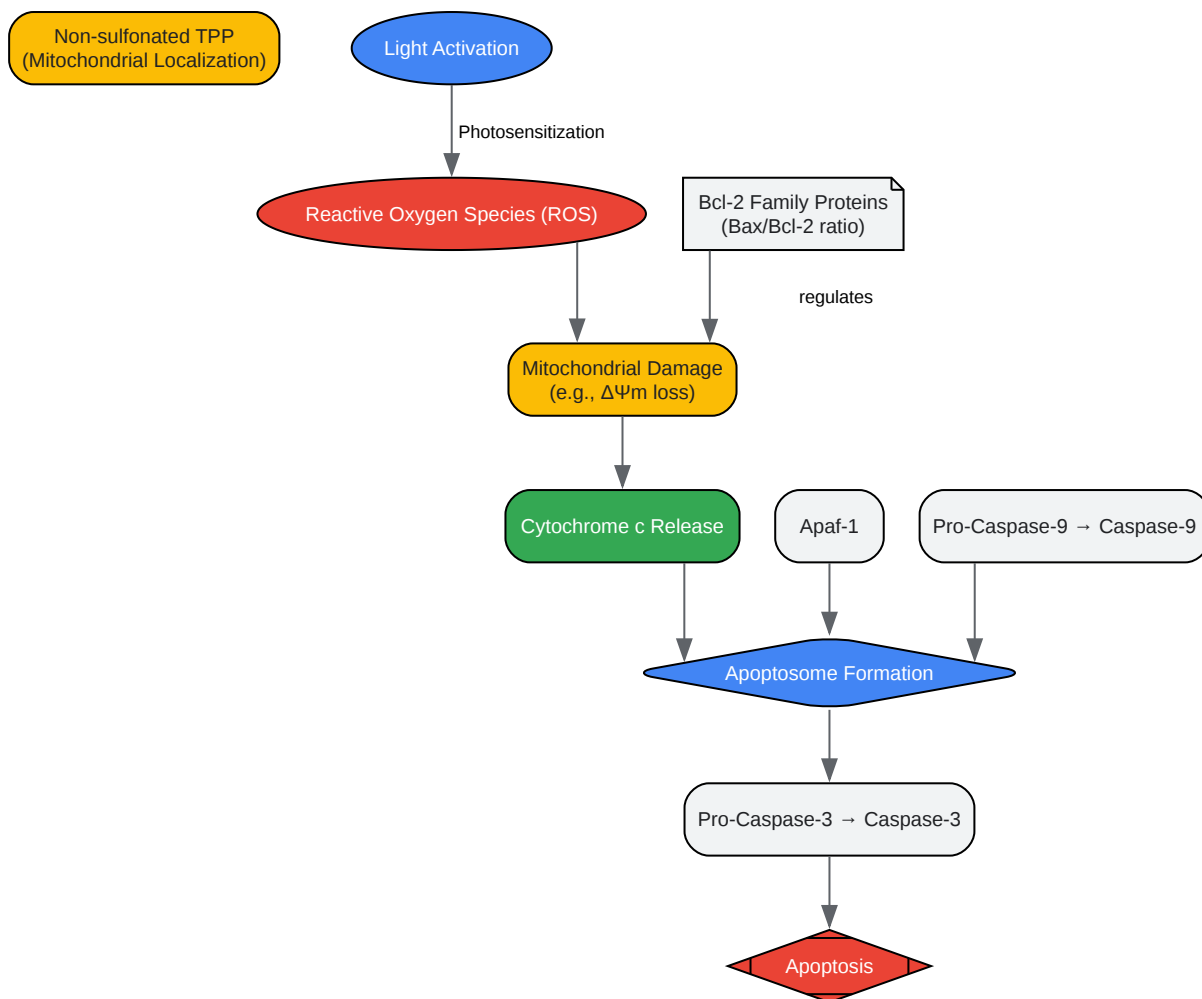 Non-sulfonated TPP
(Mitochondrial Localization)
Light Activation
Photosensitization
Reactive Oxygen Species (ROS)
Bcl-2 Family Proteins
(Bax/Bcl-2 ratio)
regulates
Mitochondrial Damage
(e.g., ΔΨm loss)
Cytochrome c Release
Apaf-1
Pro-Caspase-9 → Caspase-9
Apoptosome Formation
Pro-Caspase-3 → Caspase-3
Apoptosis